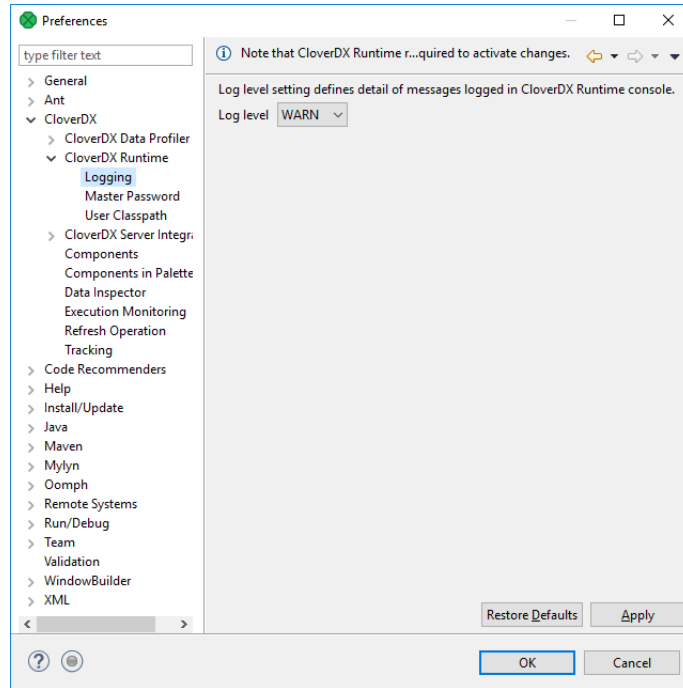 Preferences
type filter text
Note that CloverDX Runtime r...quired to activate changes.
General
Ant
CloverDX
CloverDX Data Profiler
CloverDX Runtime
Logging
Master Password
User Classpath
CloverDX Server Integra
Components
Components in Palette
Data Inspector
Execution Monitoring
Refresh Operation
Tracking
Code Recommenders
Help
Install/Update
Java
Maven
Mylyn
Oomph
Remote Systems
Run/Debug
Team
Validation
WindowBuilder
XML
Log level setting defines detail of messages logged in CloverDX Runtime console.
Log level WARN
Restore Defaults Apply
OK Cancel